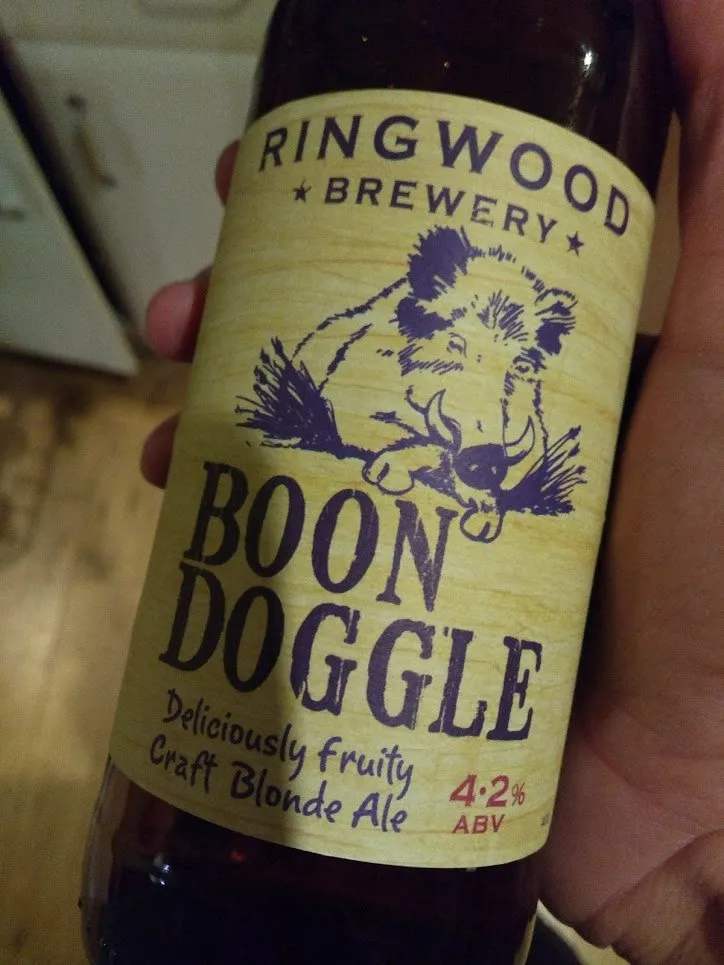 RINGWOOD
★ BREWERY ★
BOON
DOGGLE
Deliciously fruity
Craft Blonde Ale
4.2%
ABV